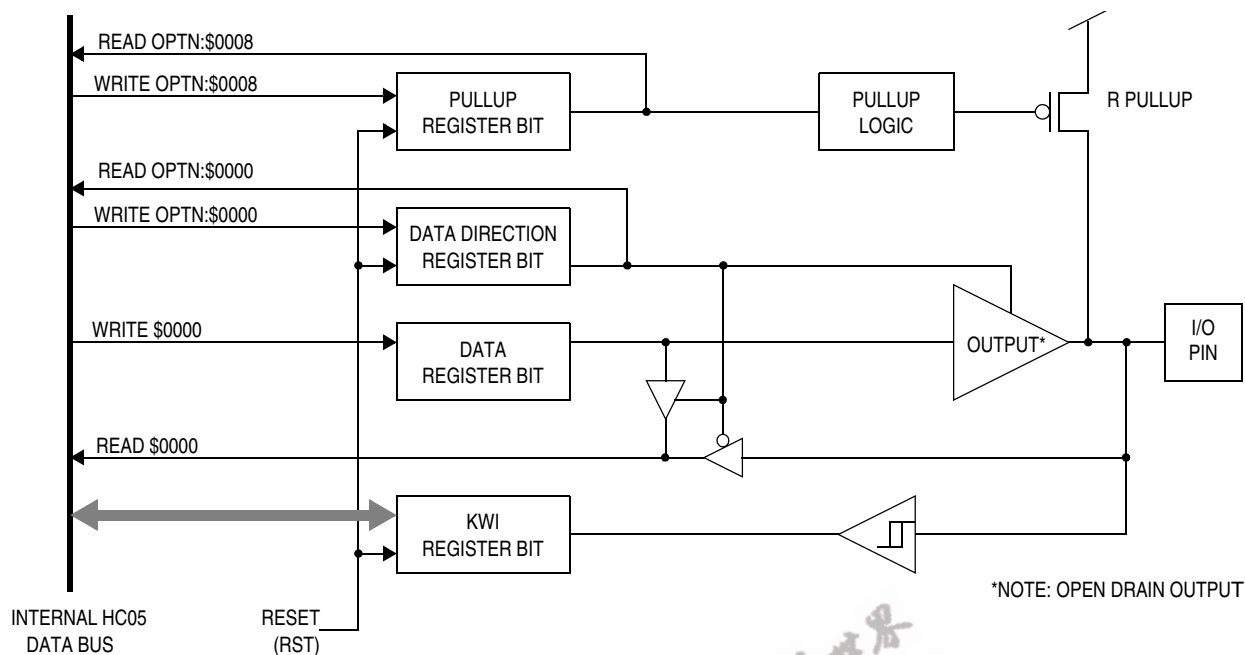 READ OPTN:$0008
WRITE OPTN:$0008
PULLUP
REGISTER BIT
PULLUP
LOGIC
R PULLUP
READ OPTN:$0000
WRITE OPTN:$0000
DATA DIRECTION
REGISTER BIT
WRITE $0000
DATA
REGISTER BIT
OUTPUT*
I/O
PIN
READ $0000
KWI
REGISTER BIT
*NOTE: OPEN DRAIN OUTPUT
INTERNAL HC05
DATA BUS
RESET
(RST)